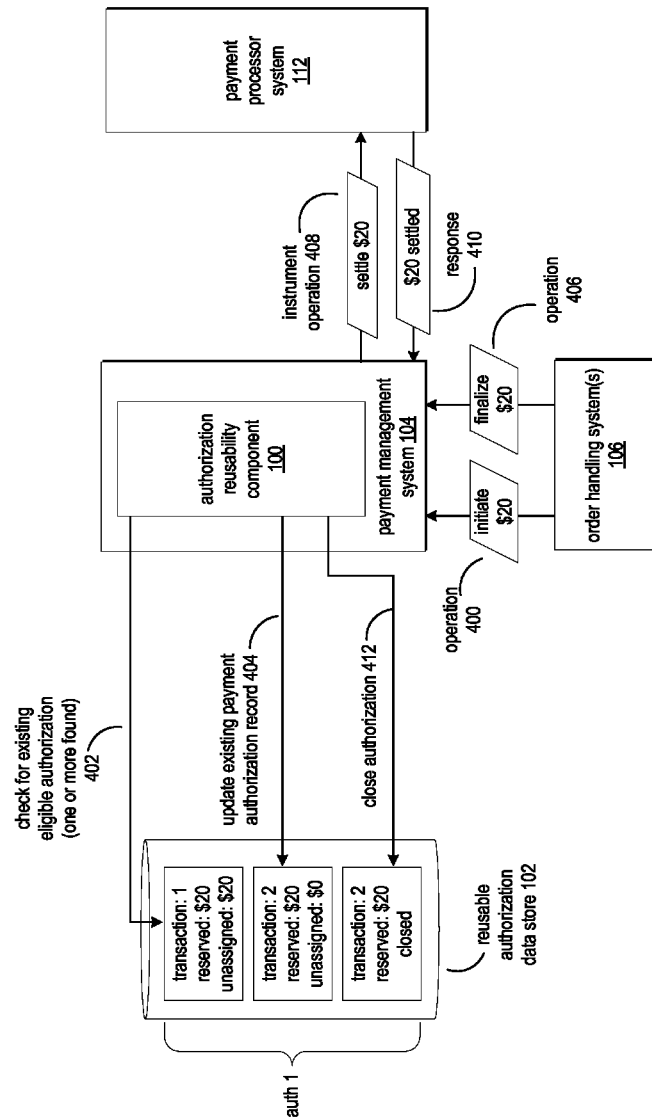 check for existing
eligible authorization
(one or more found)
402
auth 1
transaction: 1
reserved: $20
unassigned: $20
transaction: 2
reserved: $20
unassigned: $0
transaction: 2
reserved: $20
closed
reusable
authorization
data store 102
update existing payment
authorization record 404
close authorization 412
authorization
reusability
component
100
payment management
system 104
operation
400
initiate
$20
finalize
$20
operation
406
order handling system(s)
106
instrument
operation 408
settle $20
$20 settled
response
410
payment
processor
system
112